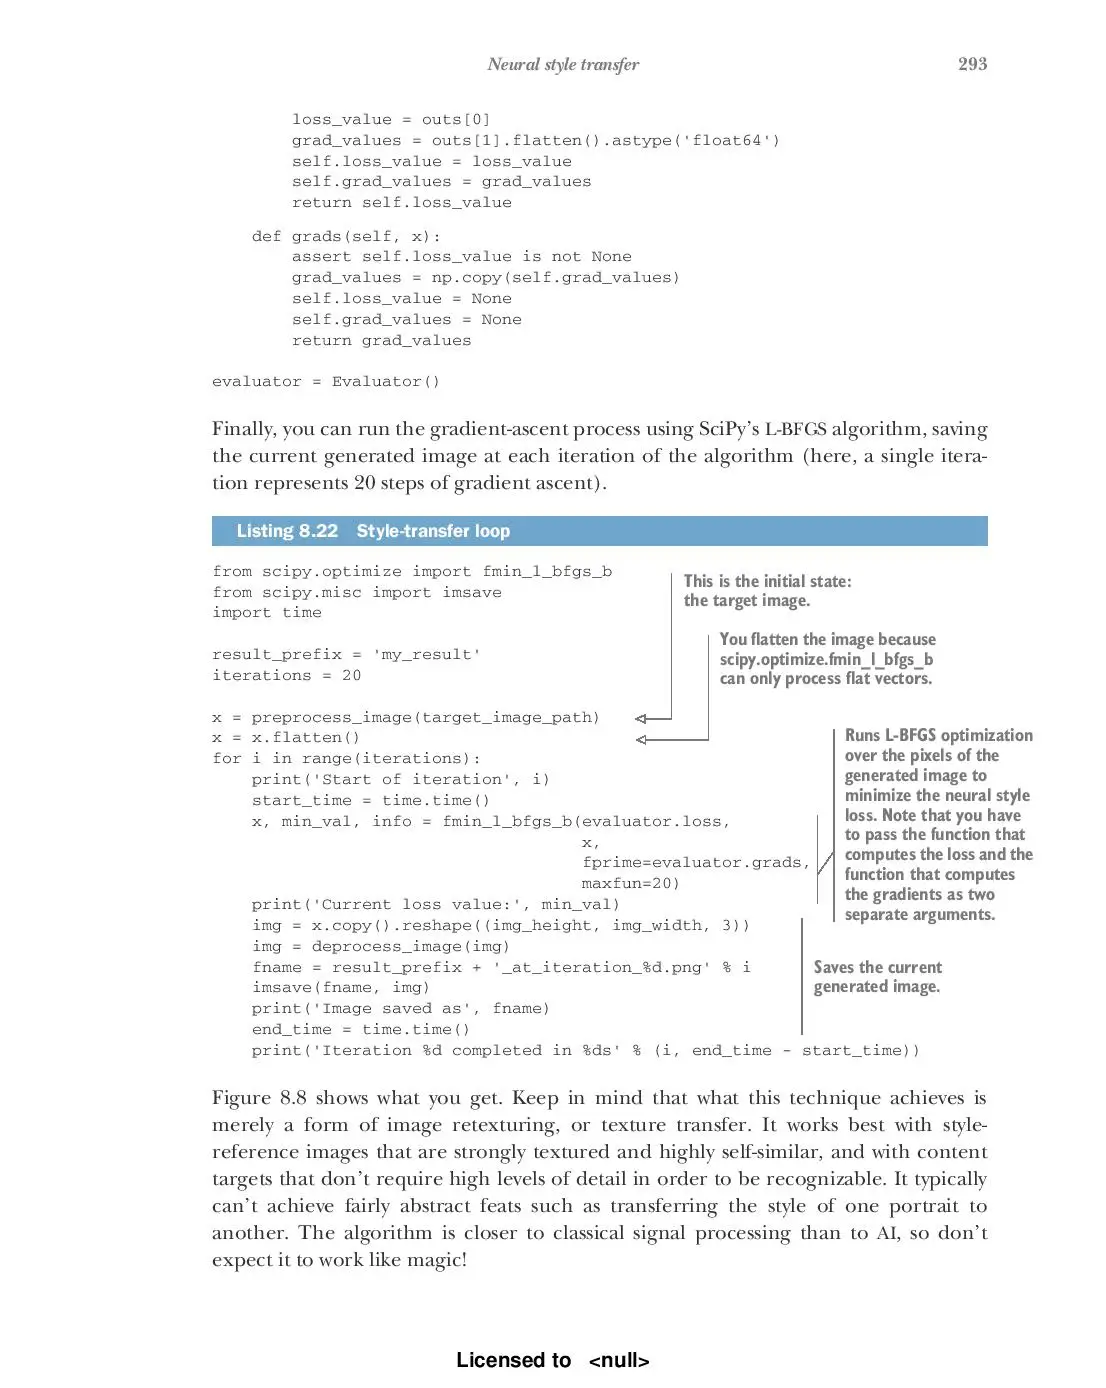 Neural style transfer 293
        loss_value = outs[0]
        grad_values = outs[1].flatten().astype('float64')
        self.loss_value = loss_value
        self.grad_values = grad_values
        return self.loss_value
    def grads(self, x):
        assert self.loss_value is not None
        grad_values = np.copy(self.grad_values)
        self.loss_value = None
        self.grad_values = None
        return grad_values
evaluator = Evaluator()
Finally, you can run the gradient-ascent process using SciPy’s L-BFGS algorithm, saving
the current generated image at each iteration of the algorithm (here, a single itera-
tion represents 20 steps of gradient ascent).
Listing 8.22 Style-transfer loop
from scipy.optimize import fmin_l_bfgs_b
from scipy.misc import imsave
import time
result_prefix = 'my_result'
iterations = 20
x = preprocess_image(target_image_path)
x = x.flatten()
for i in range(iterations):
    print('Start of iteration', i)
    start_time = time.time()
    x, min_val, info = fmin_l_bfgs_b(evaluator.loss,
                                     x,
                                     fprime=evaluator.grads,
                                     maxfun=20)
    print('Current loss value:', min_val)
    img = x.copy().reshape((img_height, img_width, 3))
    img = deprocess_image(img)
    fname = result_prefix + '_at_iteration_%d.png' % i
    imsave(fname, img)
    print('Image saved as', fname)
    end_time = time.time()
    print('Iteration %d completed in %ds' % (i, end_time - start_time))
This is the initial state:
the target image.
You flatten the image because
scipy.optimize.fmin_l_bfgs_b
can only process flat vectors.
Runs L-BFGS optimization
over the pixels of the
generated image to
minimize the neural style
loss. Note that you have
to pass the function that
computes the loss and the
function that computes
the gradients as two
separate arguments.
Saves the current
generated image.
Figure 8.8 shows what you get. Keep in mind that what this technique achieves is
merely a form of image retexturing, or texture transfer. It works best with style-
reference images that are strongly textured and highly self-similar, and with content
targets that don’t require high levels of detail in order to be recognizable. It typically
can’t achieve fairly abstract feats such as transferring the style of one portrait to
another. The algorithm is closer to classical signal processing than to AI, so don’t
expect it to work like magic!
Licensed to <null>